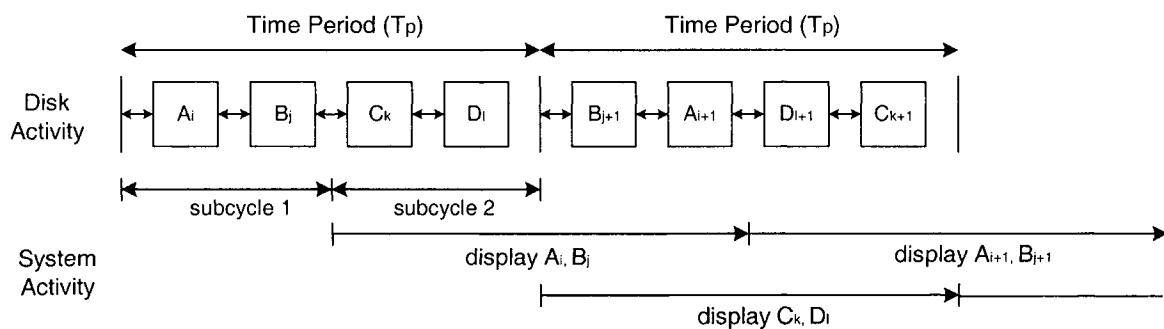 Time Period (Tp) Time Period (Tp)
Disk Activity
Ai Bj Ck Dl Bj+1 Ai+1 Dl+1 Ck+1
subcycle 1 subcycle 2
System Activity
display Ai, Bj display Ai+1, Bj+1
display Ck, Dl